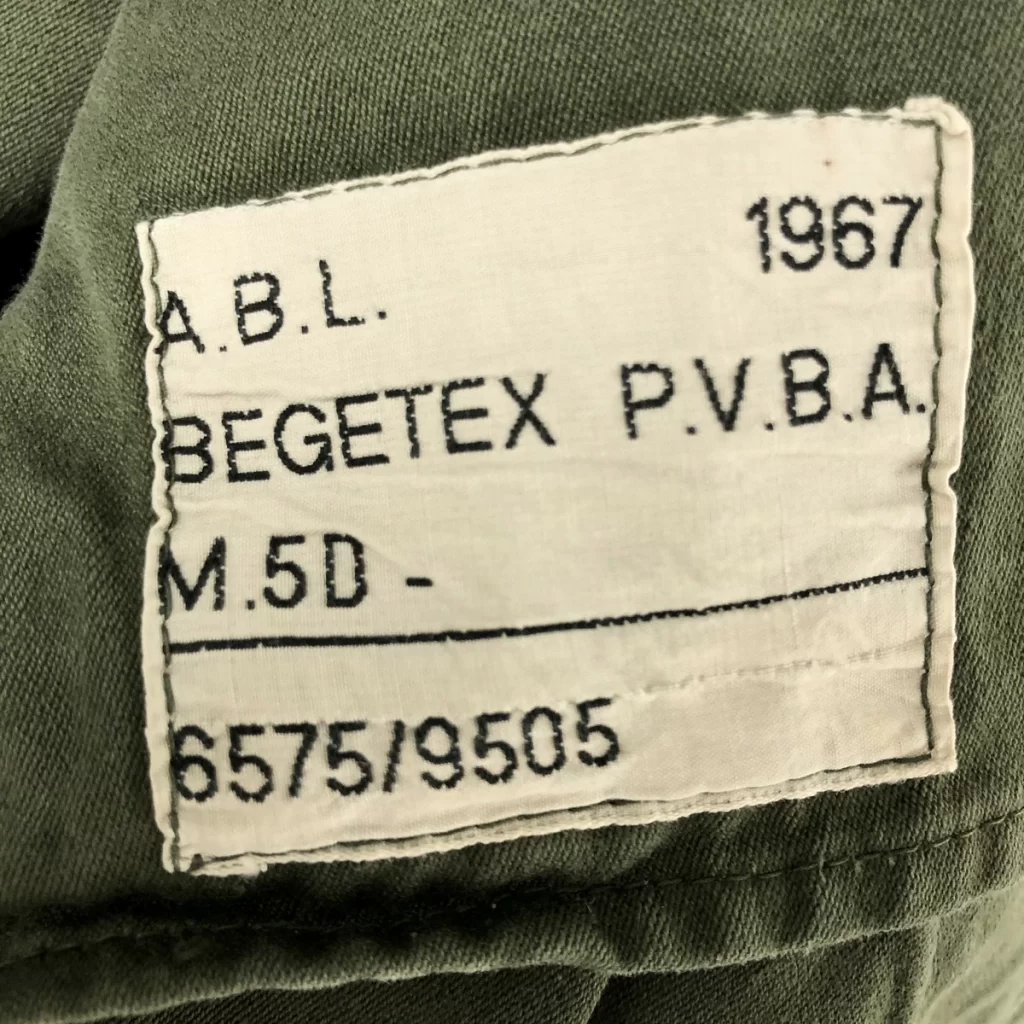 A.B.L. 1967
BEGETEX P.V.B.A.
M.5D -
6575/9505